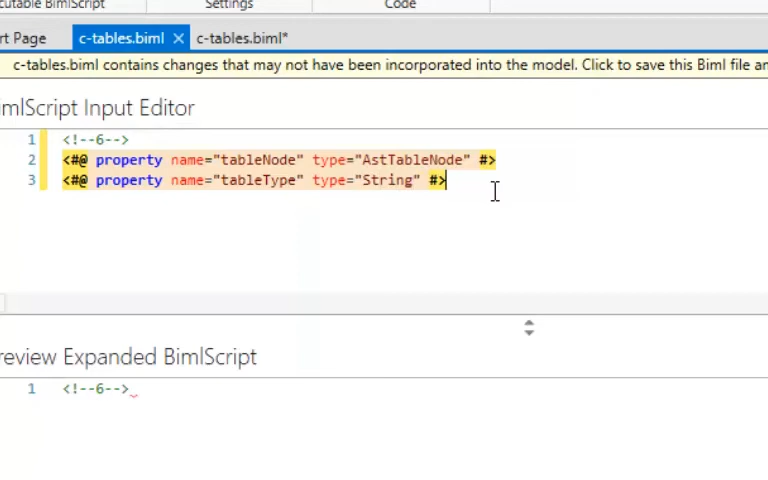 cutable BimlScript Settings Code
rt Page c-tables.biml × c-tables.biml*
c-tables.biml contains changes that may not have been incorporated into the model. Click to save this Biml file an
imlScript Input Editor
1 <!--6-->
2 <#@ property name="tableNode" type="AstTableNode" #>
3 <#@ property name="tableType" type="String" #>
review Expanded BimlScript
1 <!--6-->